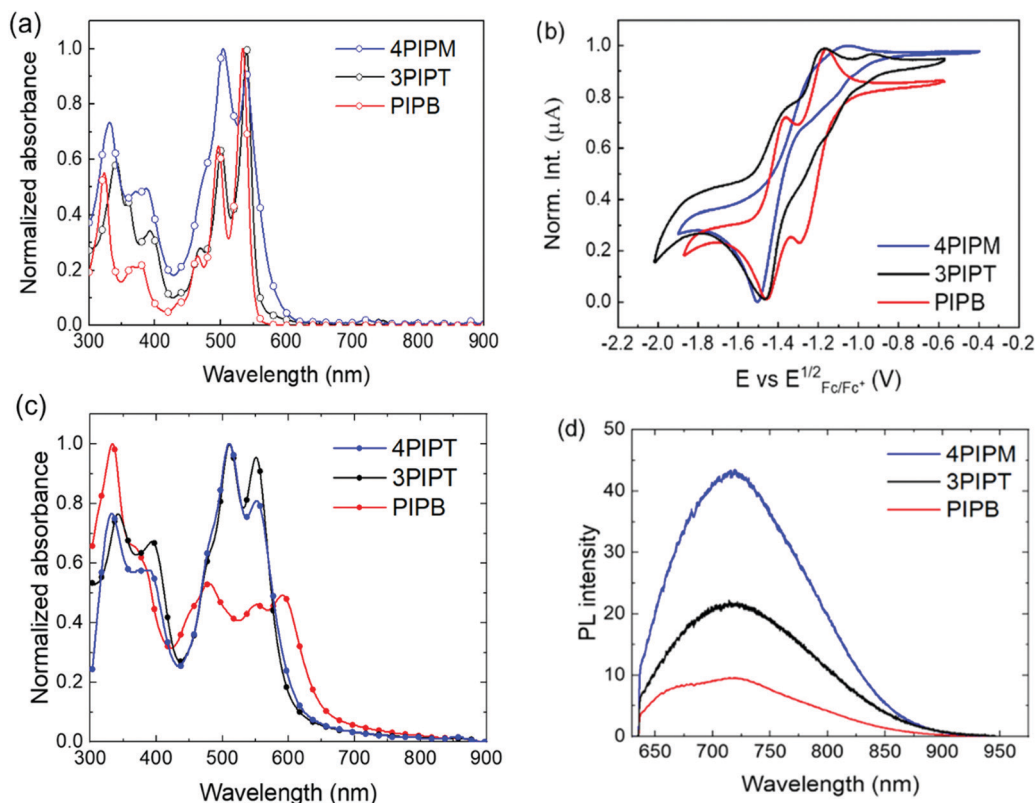 (a)
Normalized absorbance
1.0
0.8
0.6
0.4
0.2
0.0
4PIPM
3PIPT
PIPB
300 400 500 600 700 800 900
Wavelength (nm)
(b)
Norm. Int. (μA)
1.0
0.8
0.6
0.4
0.2
0.0
4PIPM
3PIPT
PIPB
-2.2 -2.0 -1.8 -1.6 -1.4 -1.2 -1.0 -0.8 -0.6 -0.4 -0.2
E vs E1/2Fc/Fc+ (V)
(c)
Normalized absorbance
1.0
0.8
0.6
0.4
0.2
0.0
4PIPT
3PIPT
PIPB
300 400 500 600 700 800 900
Wavelength (nm)
(d)
PL intensity
50
40
30
20
10
0
4PIPM
3PIPT
PIPB
650 700 750 800 850 900 950
Wavelength (nm)